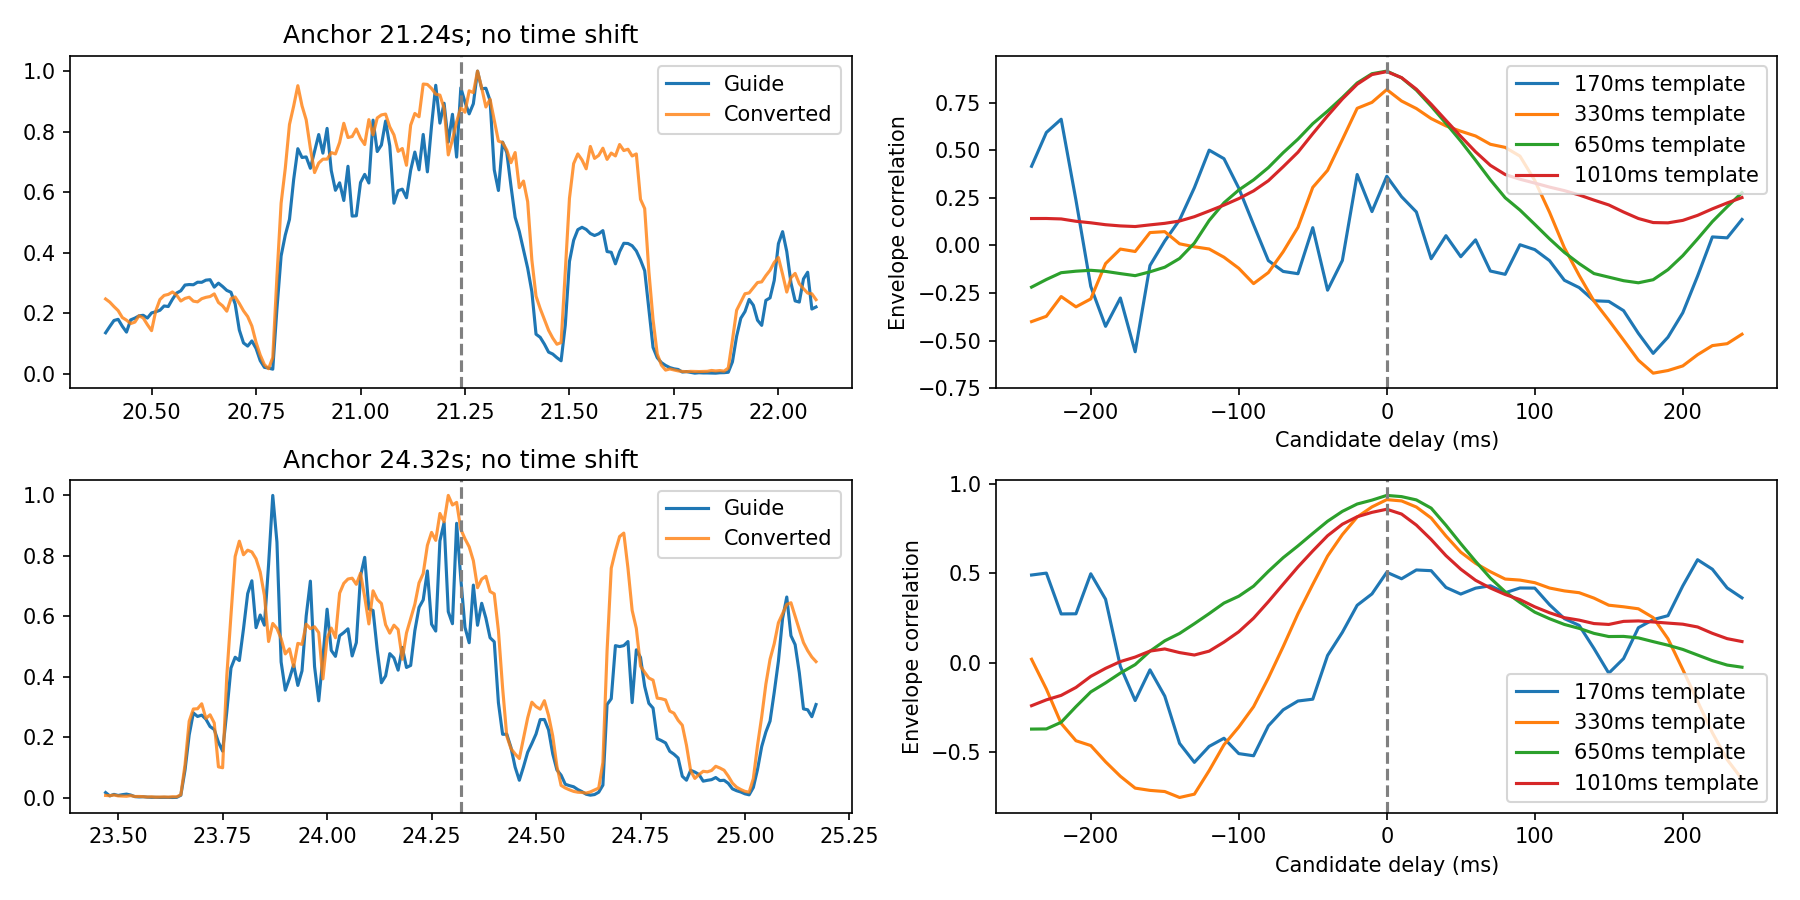 Anchor 21.24s; no time shift
1.0
0.8
0.6
0.4
0.2
0.0
Guide
Converted
20.50 20.75 21.00 21.25 21.50 21.75 22.00
Envelope correlation
0.75
0.50
0.25
0.00
−0.25
−0.50
−0.75
170ms template
330ms template
650ms template
1010ms template
−200 −100 0 100 200
Candidate delay (ms)
Anchor 24.32s; no time shift
1.0
0.8
0.6
0.4
0.2
0.0
Guide
Converted
23.50 23.75 24.00 24.25 24.50 24.75 25.00 25.25
Envelope correlation
1.0
0.5
0.0
−0.5
170ms template
330ms template
650ms template
1010ms template
−200 −100 0 100 200
Candidate delay (ms)